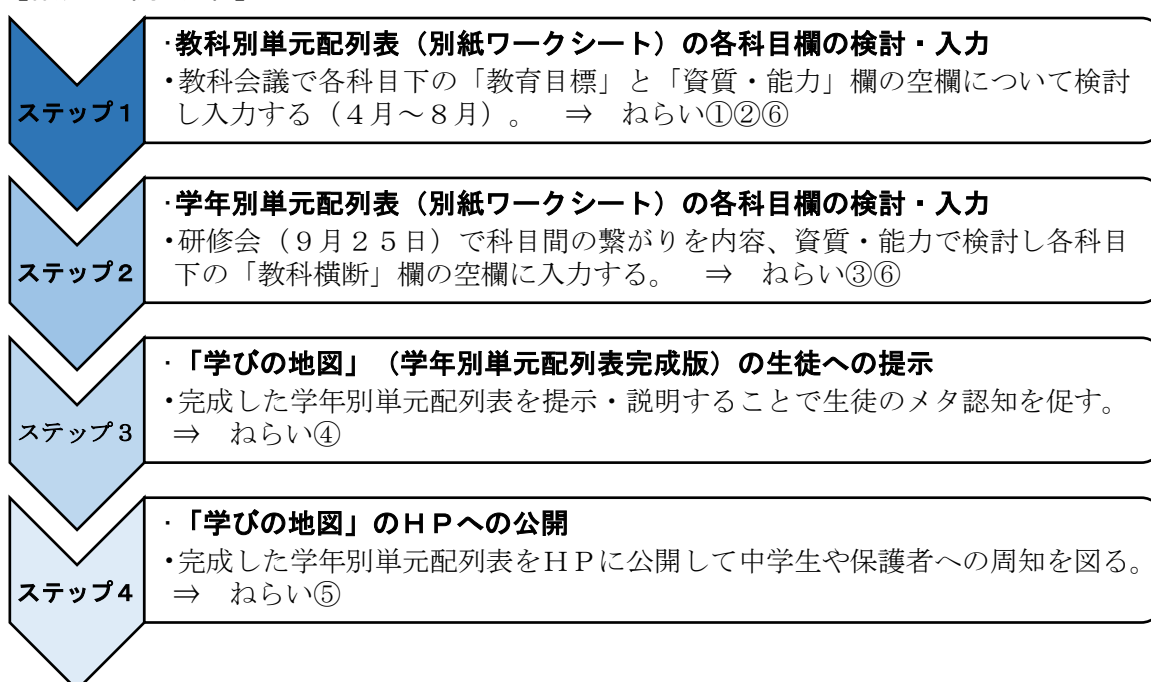 ステップ1
・教科別単元配列表（別紙ワークシート）の各科目欄の検討・入力
・教科会議で各科目下の「教育目標」と「資質・能力」欄の空欄について検討
し入力する（４月～８月）。　⇒　ねらい①②⑥
ステップ2
・学年別単元配列表（別紙ワークシート）の各科目欄の検討・入力
・研修会（９月２５日）で科目間の繋がりを内容、資質・能力で検討し各科目
下の「教科横断」欄の空欄に入力する。　⇒　ねらい③⑥
ステップ3
・「学びの地図」（学年別単元配列表完成版）の生徒への提示
・完成した学年別単元配列表を提示・説明することで生徒のメタ認知を促す。
⇒　ねらい④
ステップ4
・「学びの地図」のＨＰへの公開
・完成した学年別単元配列表をＨＰに公開して中学生や保護者への周知を図る。
⇒　ねらい⑤